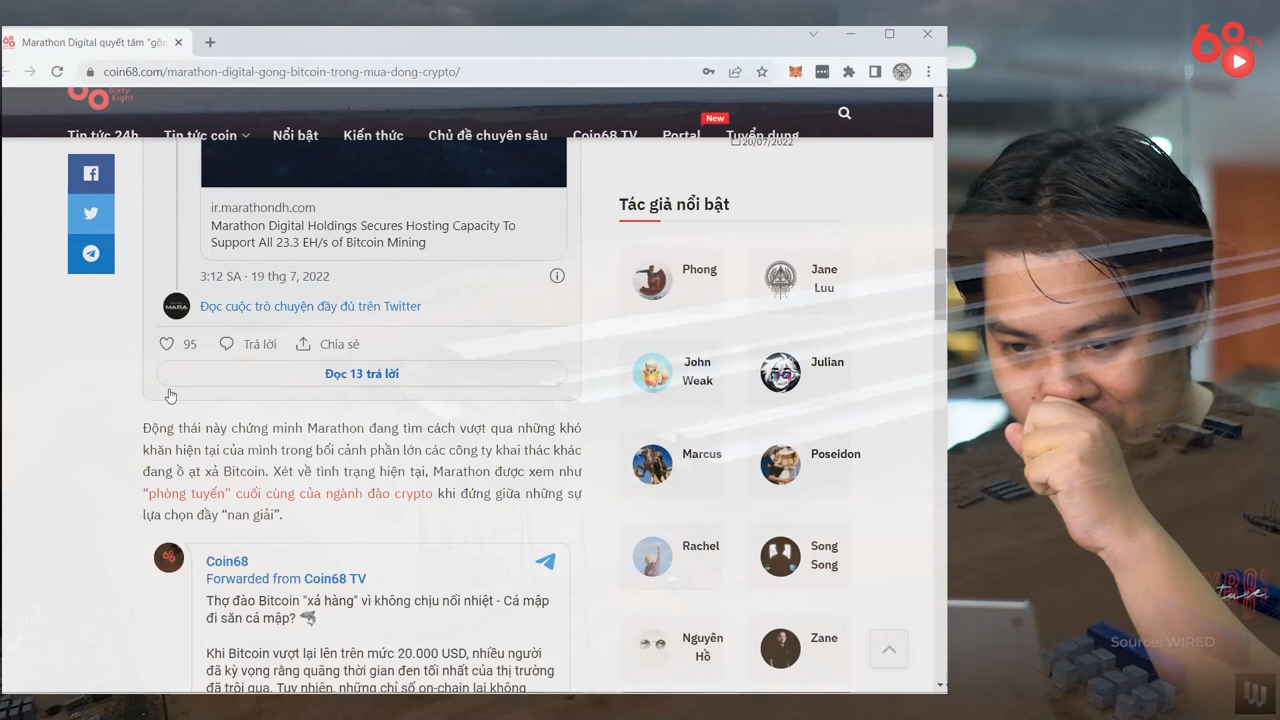 Marathon Digital quyết tâm "gồn
coin68.com/marathon-digital-gong-bitcoin-trong-mua-dong-crypto/
Sixty
Eight
Tin tức 24h Tin tức coin Nổi bật Kiến thức Chủ đề chuyên sâu Coin68 TV Portal New Tuyển dụng
20/07/2022
ir.marathondh.com
Marathon Digital Holdings Secures Hosting Capacity To
Support All 23.3 EH/s of Bitcoin Mining
3:12 SA · 19 thg 7, 2022
MARA
Đọc cuộc trò chuyện đầy đủ trên Twitter
95 Trả lời Chia sẻ
Đọc 13 trả lời
Động thái này chứng minh Marathon đang tìm cách vượt qua những khó
khăn hiện tại của mình trong bối cảnh phần lớn các công ty khai thác khác
đang ồ ạt xả Bitcoin. Xét về tình trạng hiện tại, Marathon được xem như
“phòng tuyến” cuối cùng của ngành đào crypto khi đứng giữa những sự
lựa chọn đầy “nan giải”.
Coin68
Forwarded from Coin68 TV
Thợ đào Bitcoin "xả hàng" vì không chịu nổi nhiệt - Cá mập
đi săn cá mập?
Khi Bitcoin vượt lại lên trên mức 20.000 USD, nhiều người
đã kỳ vọng rằng quãng thời gian đen tối nhất của thị trường
đã trôi qua. Tuy nhiên, những chỉ số on-chain lại không
Tác giả nổi bật
Phong
Jane
Luu
John
Weak
Julian
Marcus
Poseidon
Rachel
Song
Song
Nguyên
Hồ
Zane
68 TV
Source: WIRED
W